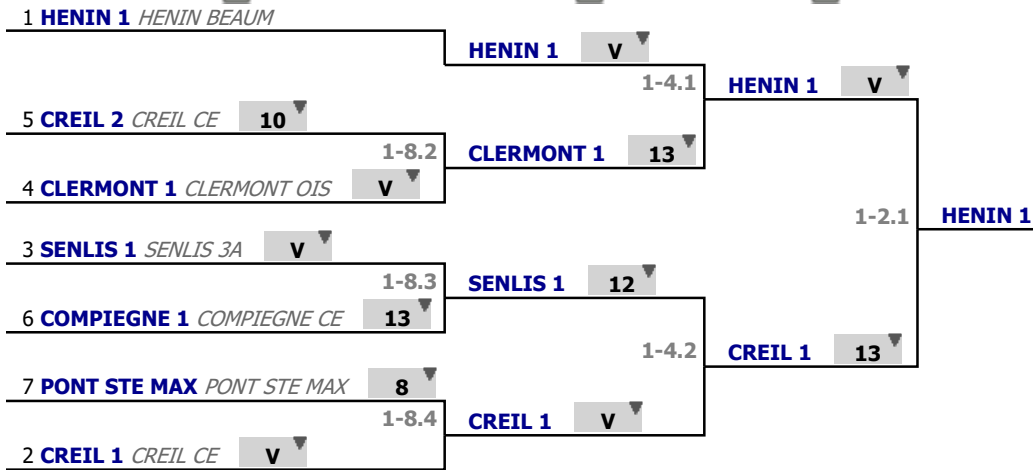 1 HENIN 1 HENIN BEAUM
HENIN 1 V
1-4.1 HENIN 1 V
5 CREIL 2 CREIL CE 10
1-8.2 CLERMONT 1 13
4 CLERMONT 1 CLERMONT OIS V
1-2.1 HENIN 1
3 SENLIS 1 SENLIS 3A V
1-8.3 SENLIS 1 12
6 COMPIEGNE 1 COMPIEGNE CE 13
1-4.2 CREIL 1 13
7 PONT STE MAX PONT STE MAX 8
1-8.4 CREIL 1 V
2 CREIL 1 CREIL CE V